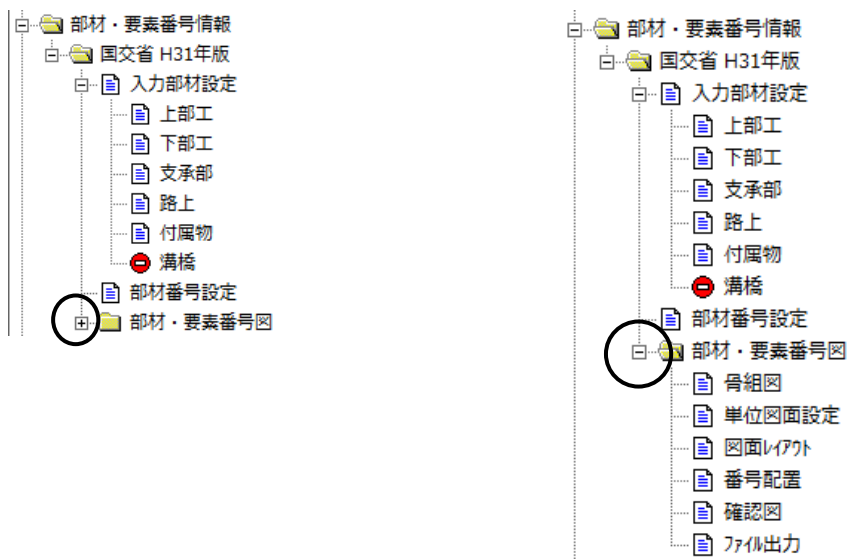 部材・要素番号情報
国交省 H31年版
入力部材設定
上部工
下部工
支承部
路上
付属物
溝橋
部材番号設定
部材・要素番号図
部材・要素番号情報
国交省 H31年版
入力部材設定
上部工
下部工
支承部
路上
付属物
溝橋
部材番号設定
部材・要素番号図
骨組図
単位図面設定
図面ﾚｲｱｳﾄ
番号配置
確認図
ﾌｧｲﾙ出力